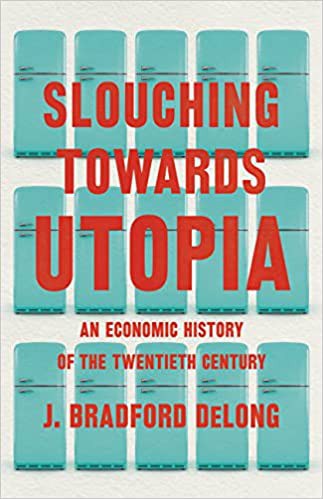 SLOUCHING
TOWARDS
UTOPIA
AN ECONOMIC HISTORY
OF THE TWENTIETH CENTURY
J. BRADFORD DeLONG